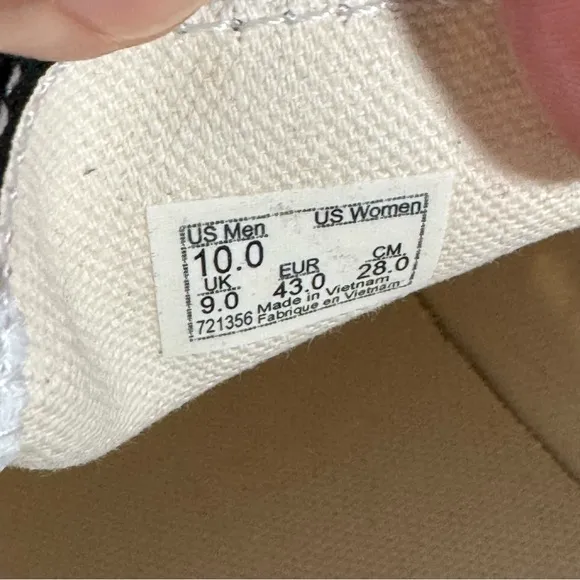 US Men US Women
10.0
UK EUR CM
9.0 43.0 28.0
721356 Made in Vietnam
Fabrique en Vietnam